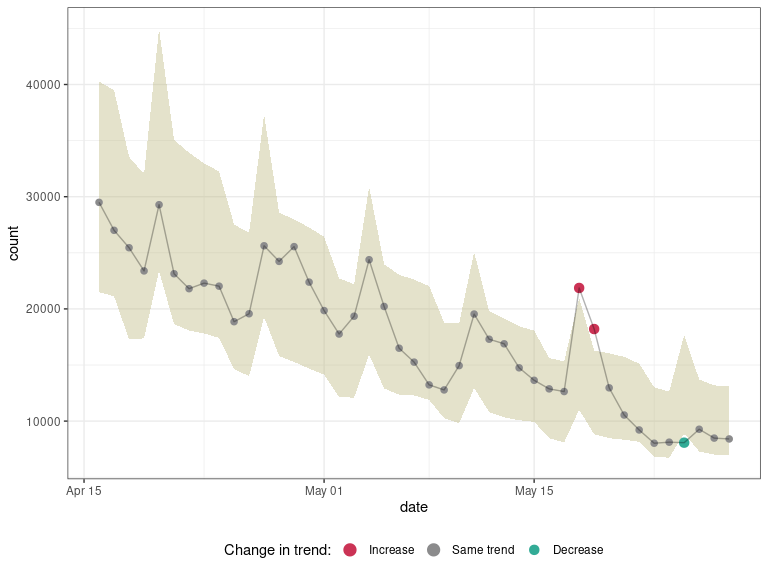 40000
30000
20000
10000
count
Apr 15
May 01
May 15
date
Change in trend: Increase Same trend Decrease